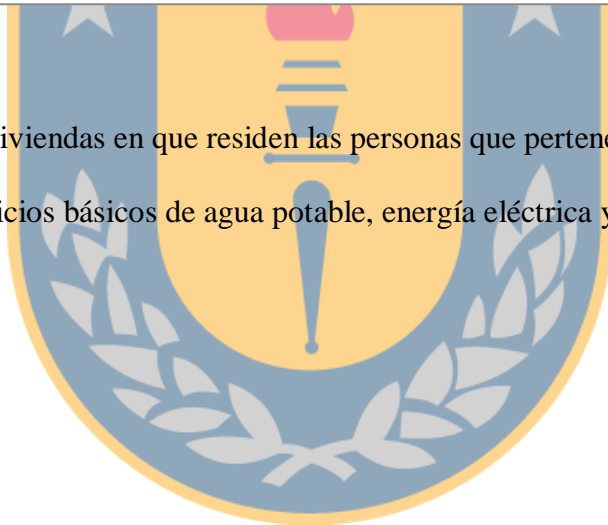 viviendas en que residen las personas que pertene
icios básicos de agua potable, energía eléctrica y